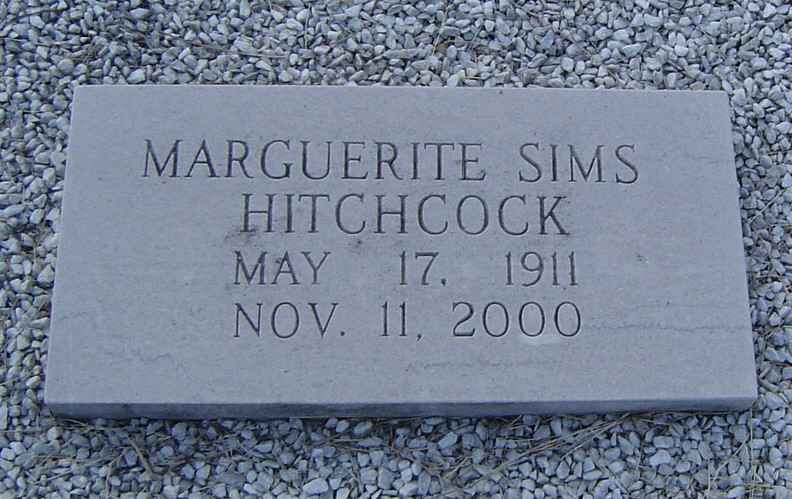 MARGUERITE SIMS
HITCHCOCK
MAY 17, 1911
NOV. 11, 2000